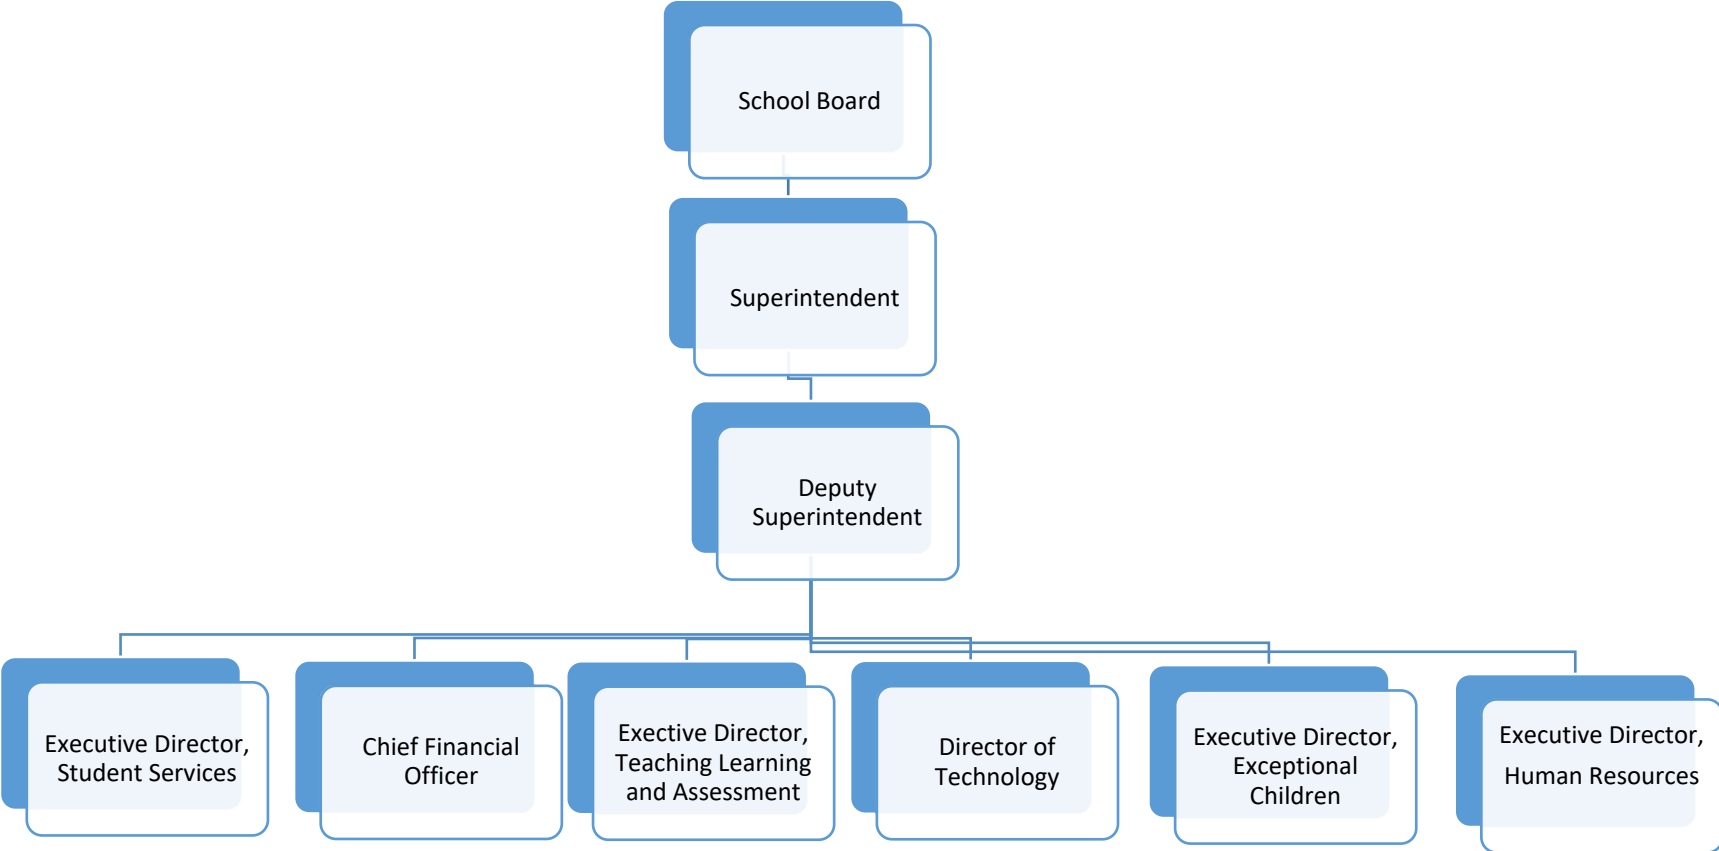 School Board
Superintendent
Deputy
Superintendent
Executive Director,
Student Services
Chief Financial
Officer
Exective Director,
Teaching Learning
and Assessment
Director of
Technology
Executive Director,
Exceptional
Children
Executive Director,
Human Resources